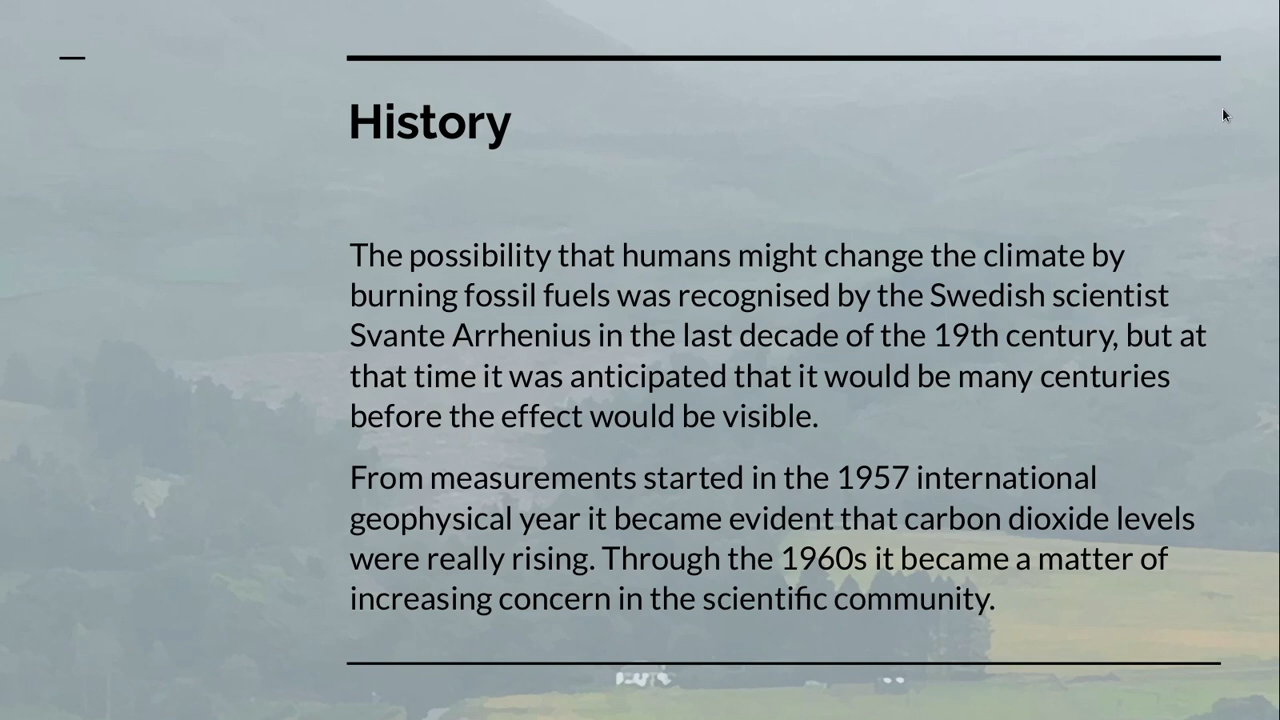 History
The possibility that humans might change the climate by
burning fossil fuels was recognised by the Swedish scientist
Svante Arrhenius in the last decade of the 19th century, but at
that time it was anticipated that it would be many centuries
before the effect would be visible.
From measurements started in the 1957 international
geophysical year it became evident that carbon dioxide levels
were really rising. Through the 1960s it became a matter of
increasing concern in the scientific community.